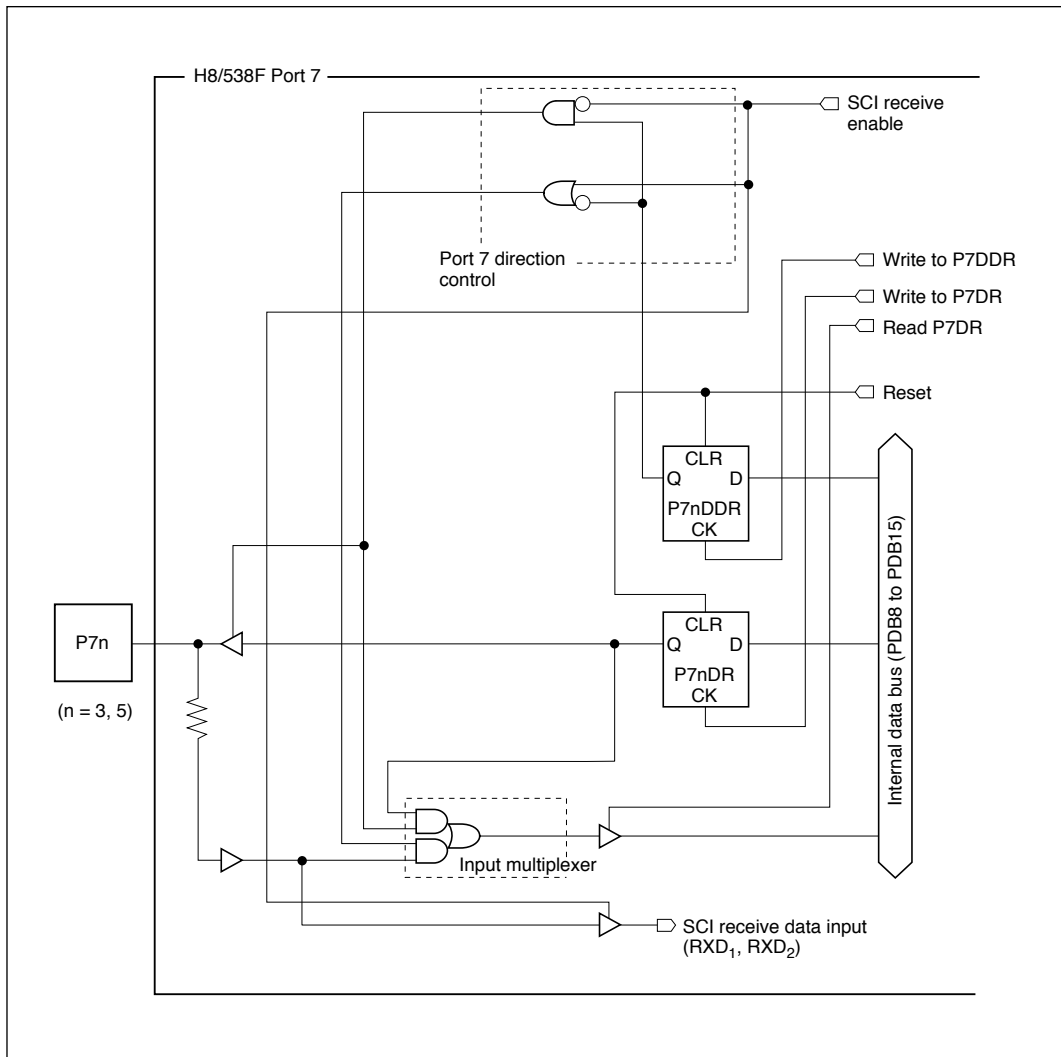 H8/538F Port 7
SCI receive
enable
Port 7 direction
control
Write to P7DDR
Write to P7DR
Read P7DR
Reset
CLR
Q D
P7nDDR
CK
Internal data bus (PDB8 to PDB15)
P7n
(n = 3, 5)
CLR
Q D
P7nDR
CK
Input multiplexer
SCI receive data input
(RXD₁, RXD₂)